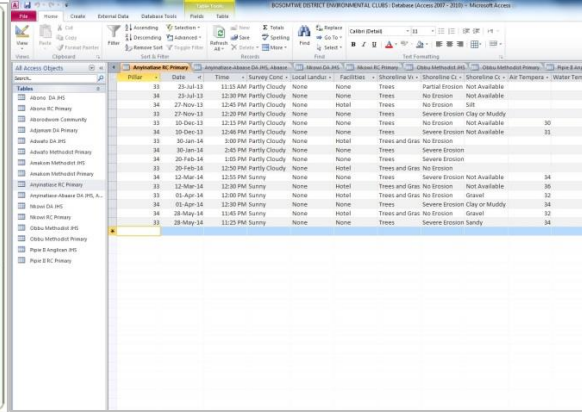 Table Tools
BOSOMTWE DISTRICT ENVIRONMENTAL CLUBS : Database (Access 2007 - 2010) - Microsoft Access
File Home Create External Data Database Tools Fields Table
View
Cut
Copy
Format Painter
Filter
Ascending
Descending
Remove Sort
Selection
Advanced
Toggle Filter
Refresh All
New
Save
Delete
Totals
Spelling
More
Find
Replace
Go To
Select
Calibri (Detail) 11
Views Clipboard Sort & Filter Records Find Text Formatting
All Access Objects
Search..
Tables
Abono DA JHS
Abono RC Primary
Aborodwom Community
Adjamam DA Primary
Adwafo DA JHS
Adwafo Methodist Primary
Amakom Methodist JHS
Amakom Methodist Primary
Anyinatiase RC Primary
Anyinatiase-Abaase DA JHS, A...
Nkowi DA JHS
Nkowi RC Primary
Obbu Methodist JHS
Obbu Methodist Primary
Pipie II Anglican JHS
Pipie II RC Primary
Anyinatiase RC Primary Anyinatiase-Abaase DA JHS, Abaase Nkowi DA JHS Nkowi RC Primary Obbu Methodist JHS Obbu Methodist Primary
Pillar Date Time Survey Conc Local Landuse Facilities Shoreline Vi Shoreline Cc Shoreline Cc Air Tempera Water Tem
33 25-Jul-13 11:15 AM Partly Cloudy None None Trees Partial Erosion Not Available
34 25-Jul-13 12:30 PM Partly Cloudy None None Trees No Erosion Not Available
34 27-Nov-13 12:45 PM Partly Cloudy None Hotel Trees No Erosion Silt
33 27-Nov-13 12:20 PM Partly Cloudy None None Trees Severe Erosion Clay or Muddy
33 10-Dec-13 12:15 PM Partly Cloudy None None Trees No Erosion Not Available 30
34 10-Dec-13 12:46 PM Partly Cloudy None None Trees Severe Erosion Not Available 31
33 30-Jan-14 3:00 PM Partly Cloudy None Hotel Trees and Gras No Erosion
34 30-Jan-14 2:45 PM Partly Cloudy None None Trees Severe Erosion
34 20-Feb-14 1:05 PM Partly Cloudy None None Trees Severe Erosion
33 20-Feb-14 12:50 PM Partly Cloudy None Hotel Trees and Gras No Erosion
34 12-Mar-14 12:55 PM Sunny None None Trees Severe Erosion Not Available 34
33 12-Mar-14 12:30 PM Sunny None Hotel Trees and Gras No Erosion Not Available 36
33 01-Apr-14 12:00 PM Sunny None Hotel Trees and Gras No Erosion Gravel 32
34 01-Apr-14 12:30 PM Sunny None None Trees Severe Erosion Clay or Muddy 34
34 28-May-14 11:45 PM Sunny None Hotel Trees and Gras No Erosion Gravel 32
33 28-May-14 11:25 PM Sunny None None Trees Severe Erosion Sandy 34